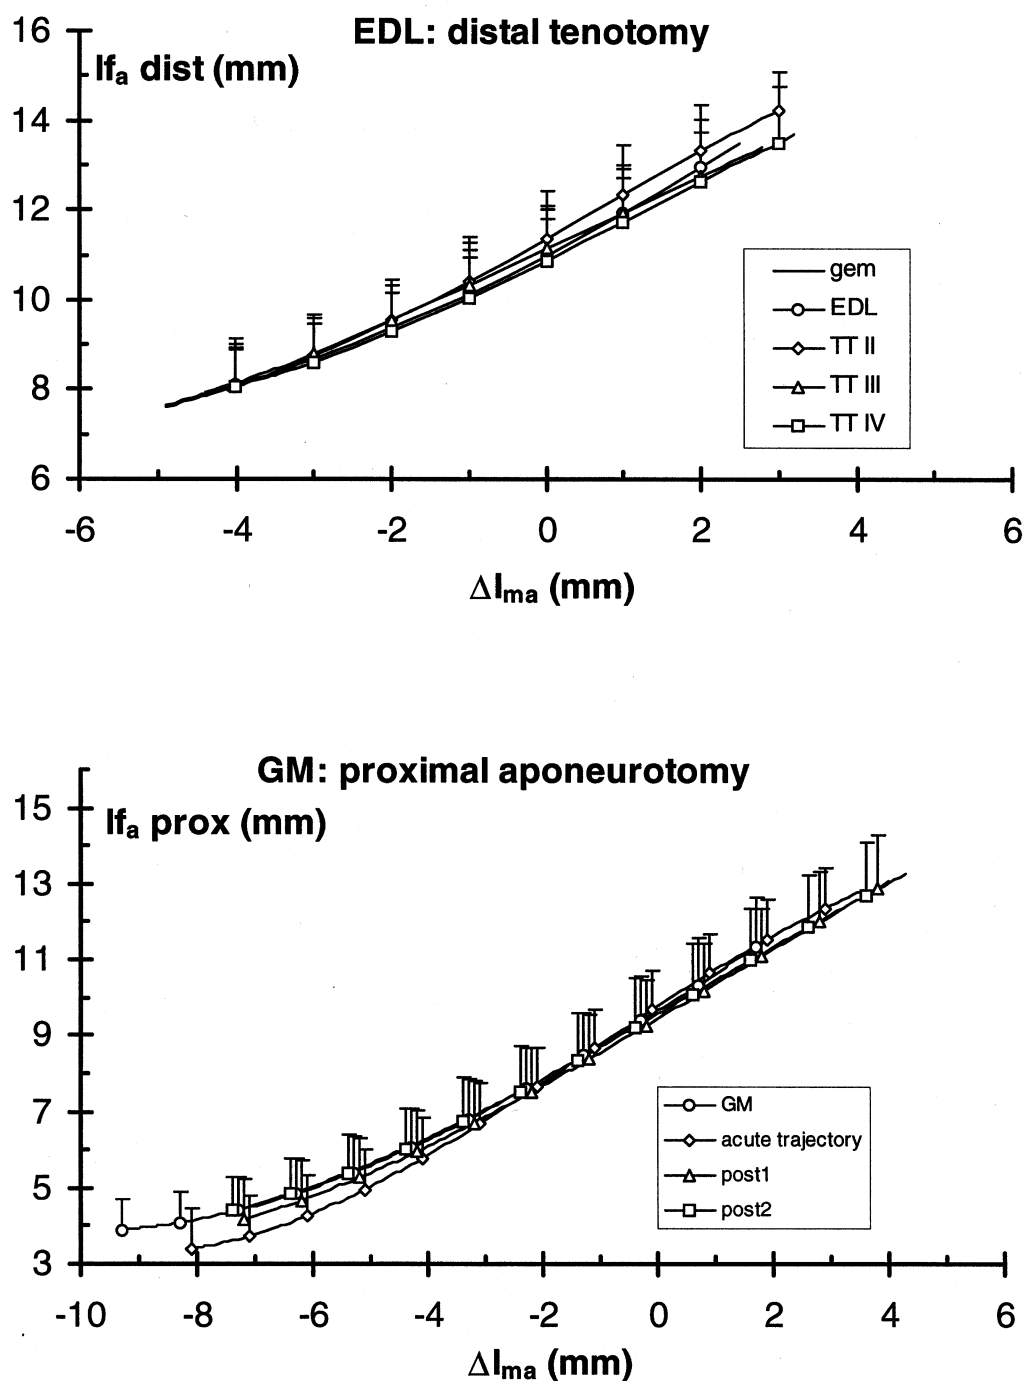 EDL: distal tenotomy
lfa dist (mm)
16
14
12
10
8
6
-6 -4 -2 0 2 4 6
Δlma (mm)
gem
EDL
TT II
TT III
TT IV
GM: proximal aponeurotomy
lfa prox (mm)
15
13
11
9
7
5
3
-10 -8 -6 -4 -2 0 2 4 6
Δlma (mm)
GM
acute trajectory
post1
post2